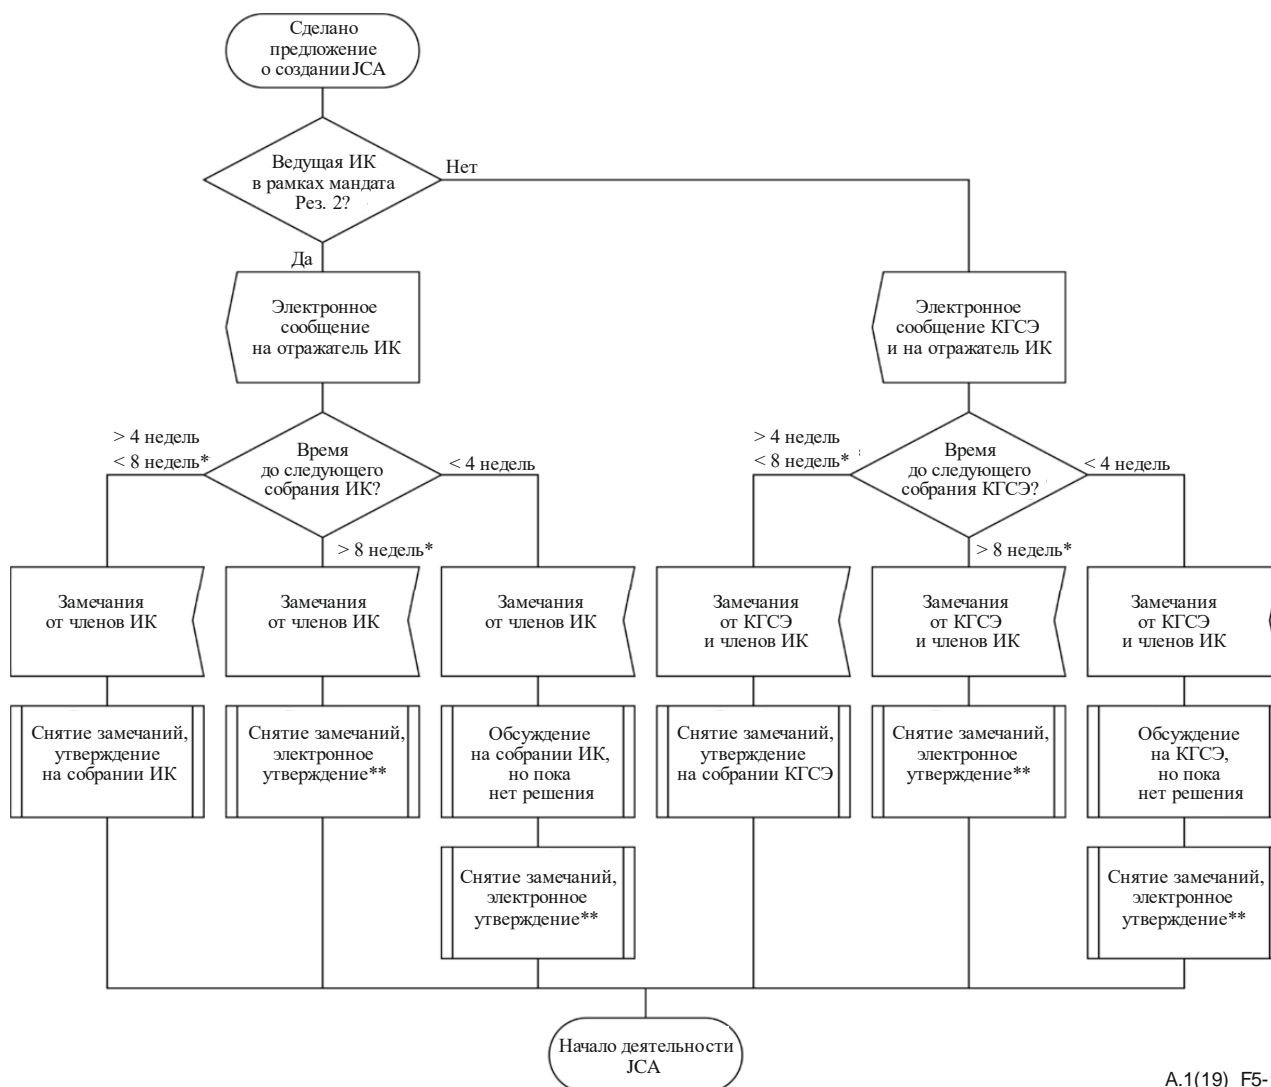 Сделано
предложение
о создании JCA
Ведущая ИК
в рамках мандата
Рез. 2?
Нет
Да
Электронное
сообщение
на отражатель ИК
Электронное
сообщение КГСЭ
и на отражатель ИК
> 4 недель
< 8 недель*
Время
до следующего
собрания ИК?
< 4 недель
> 8 недель*
> 4 недель
< 8 недель*
Время
до следующего
собрания КГСЭ?
< 4 недель
> 8 недель*
Замечания
от членов ИК
Замечания
от членов ИК
Замечания
от членов ИК
Замечания
от КГСЭ
и членов ИК
Замечания
от КГСЭ
и членов ИК
Замечания
от КГСЭ
и членов ИК
Снятие замечаний,
утверждение
на собрании ИК
Снятие замечаний,
электронное
утверждение**
Обсуждение
на собрании ИК,
но пока
нет решения
Снятие замечаний,
утверждение
на собрании КГСЭ
Снятие замечаний,
электронное
утверждение**
Обсуждение
на КГСЭ,
но пока
нет решения
Снятие замечаний,
электронное
утверждение**
Снятие замечаний,
электронное
утверждение**
Начало деятельности
JCA
A.1(19)_F5-